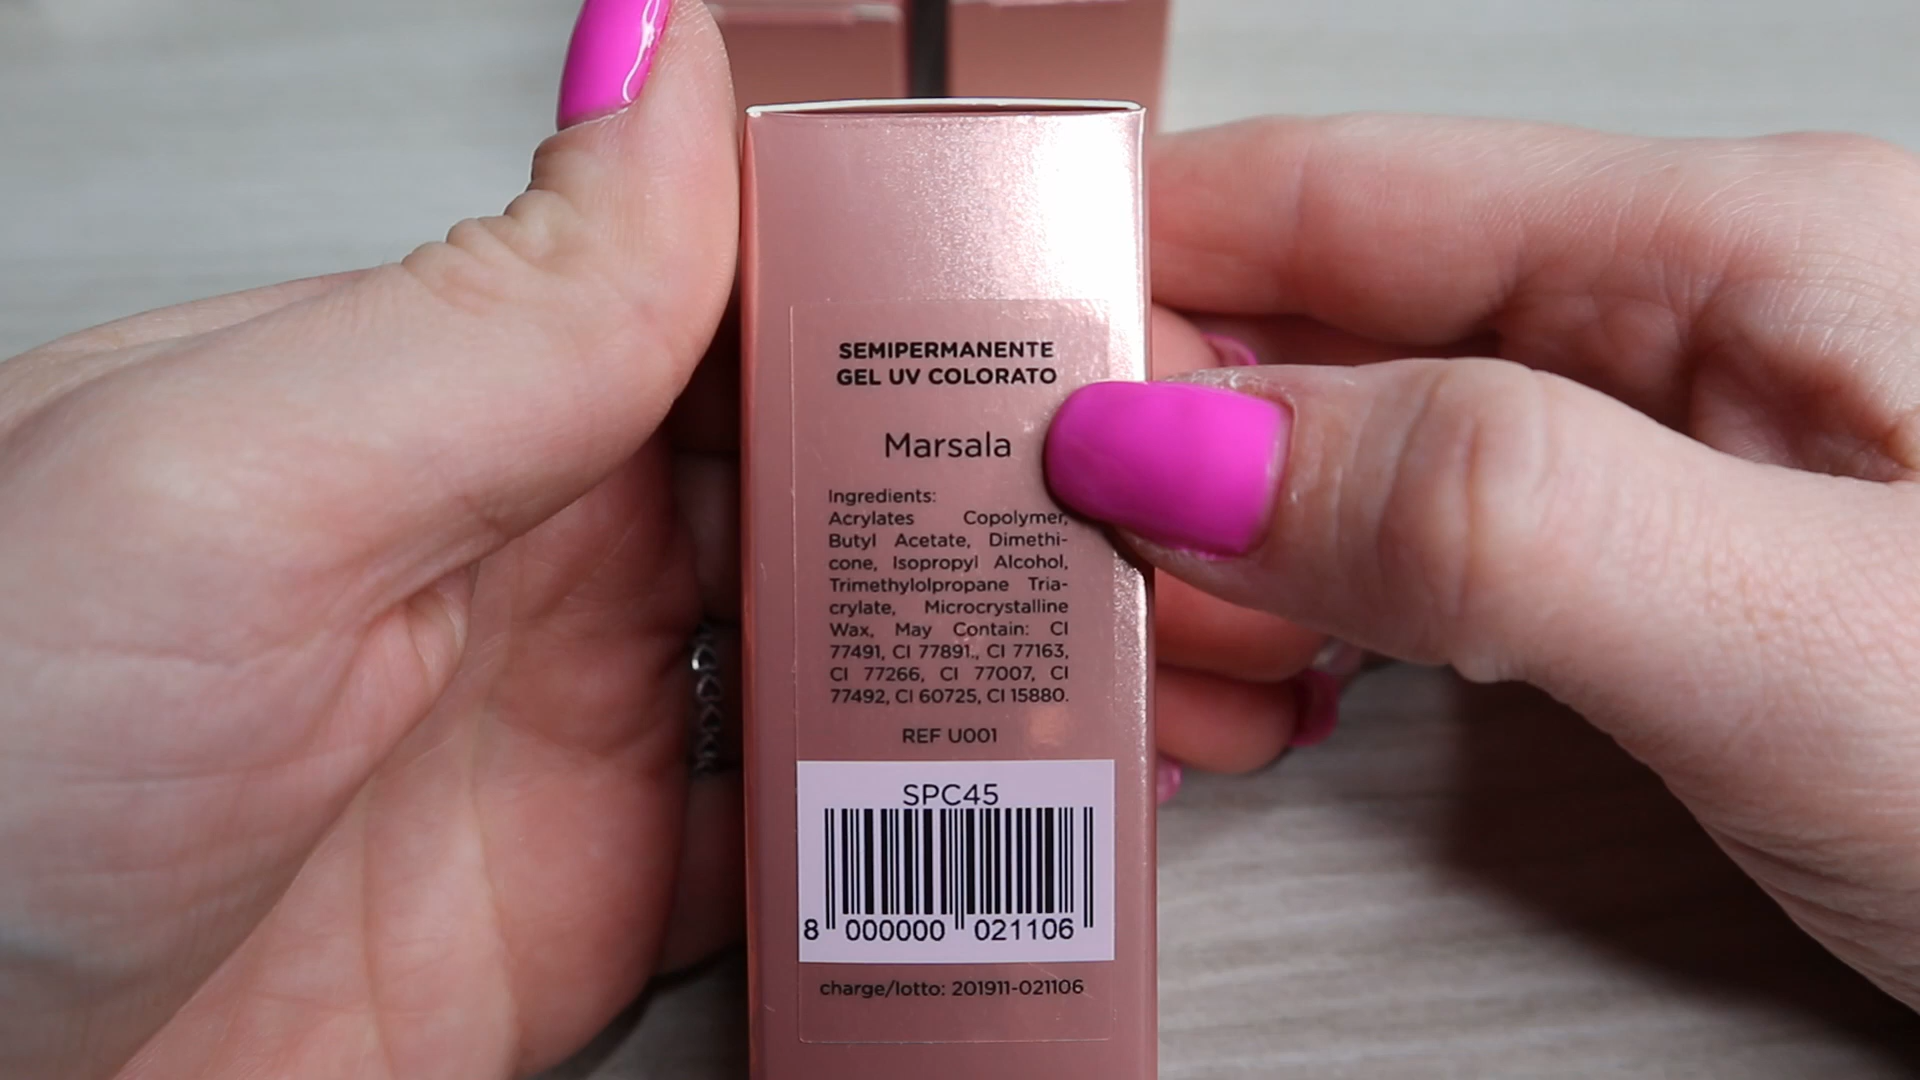 SEMIPERMANENTE
GEL UV COLORATO
Marsala
Ingredients:
Acrylates Copolymer,
Butyl Acetate, Dimethi-
cone, Isopropyl Alcohol,
Trimethylolpropane Tria-
crylate, Microcrystalline
Wax, May Contain: CI
77491, CI 77891., CI 77163,
CI 77266, CI 77007, CI
77492, CI 60725, CI 15880.
REF U001
SPC45
8 000000 021106
charge/lotto: 201911-021106